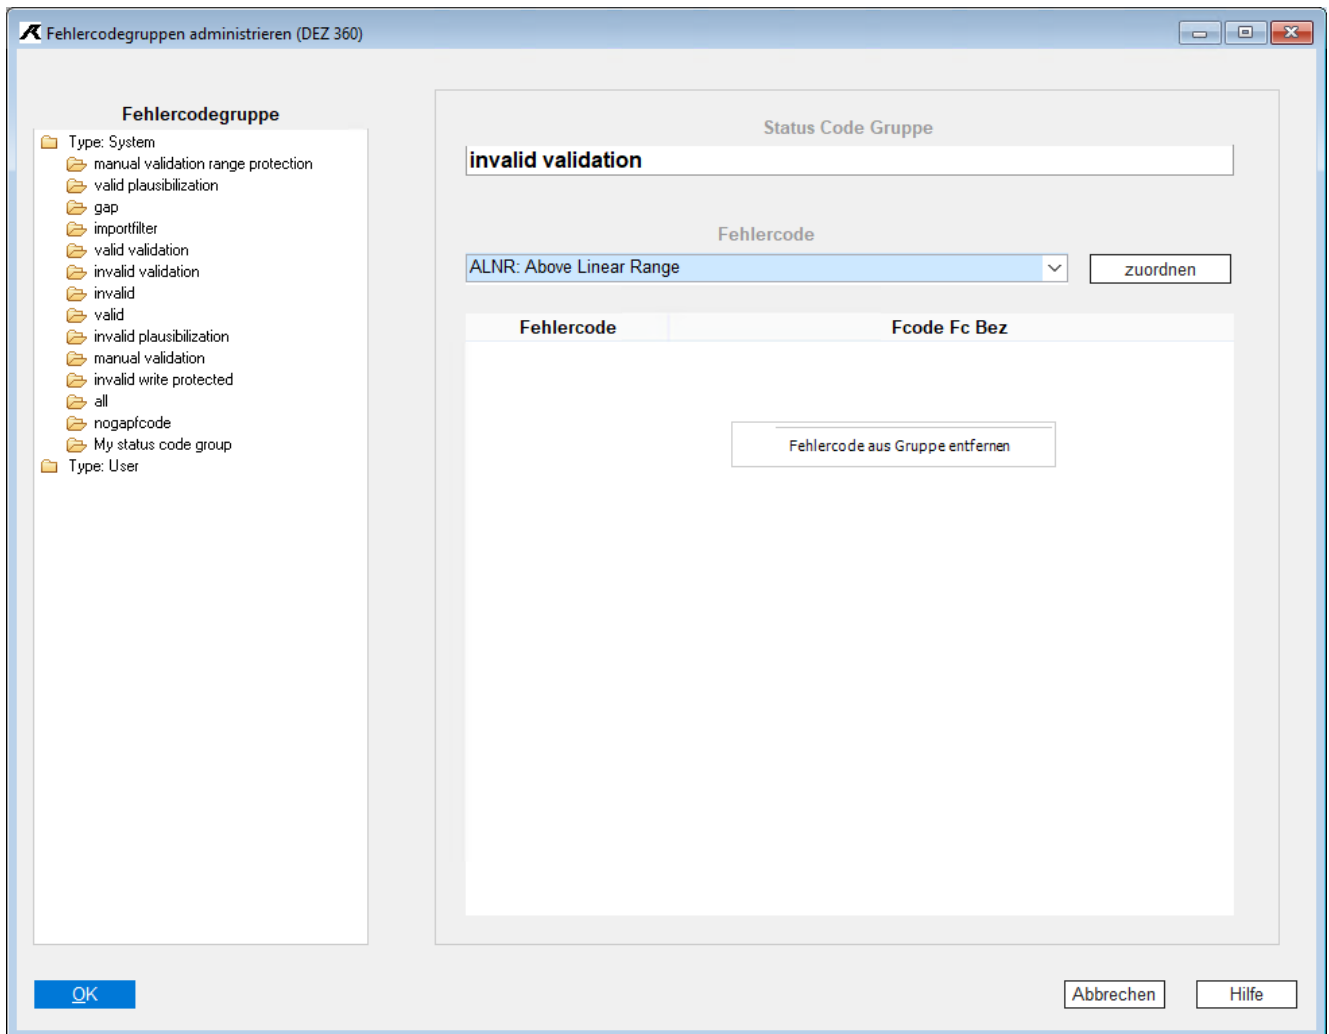 Fehlercodegruppen administrieren (DEZ 360)
Fehlercodegruppe
Type: System
manual validation range protection
valid plausibilization
gap
importfilter
valid validation
invalid validation
invalid
valid
invalid plausibilization
manual validation
invalid write protected
all
nogapfcode
My status code group
Type: User
Status Code Gruppe
invalid validation
Fehlercode
ALNR: Above Linear Range
zuordnen
Fehlercode Fcode Fc Bez
Fehlercode aus Gruppe entfernen
OK
Abbrechen Hilfe